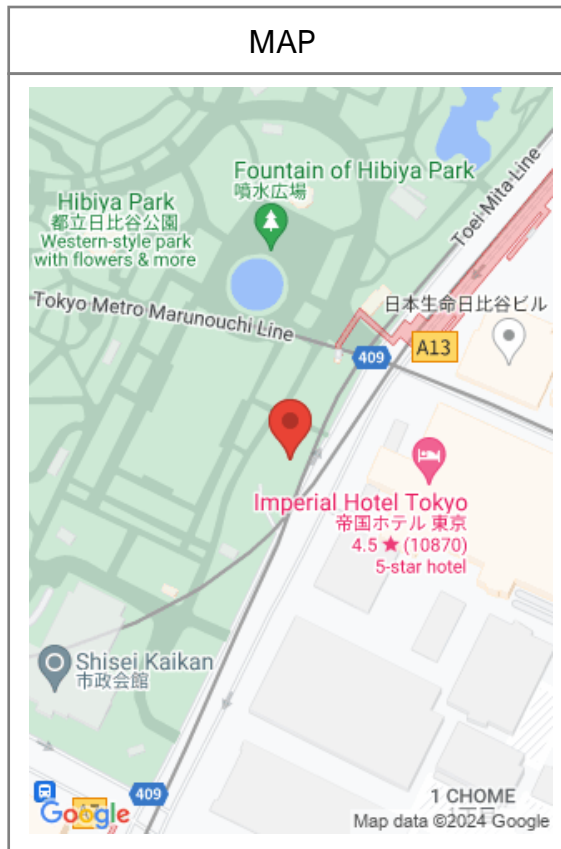 MAP
Fountain of Hibiya Park
噴水広場
Hibiya Park
都立日比谷公園
Western-style park
with flowers & more
Toei Mita Line
Tokyo Metro Marunouchi Line
日本生命日比谷ビル
409
A13
Imperial Hotel Tokyo
帝国ホテル 東京
4.5 ★ (10870)
5-star hotel
Shisei Kaikan
市政会館
409
1 CHOME
1丁目
Google
Map data ©2024 Google